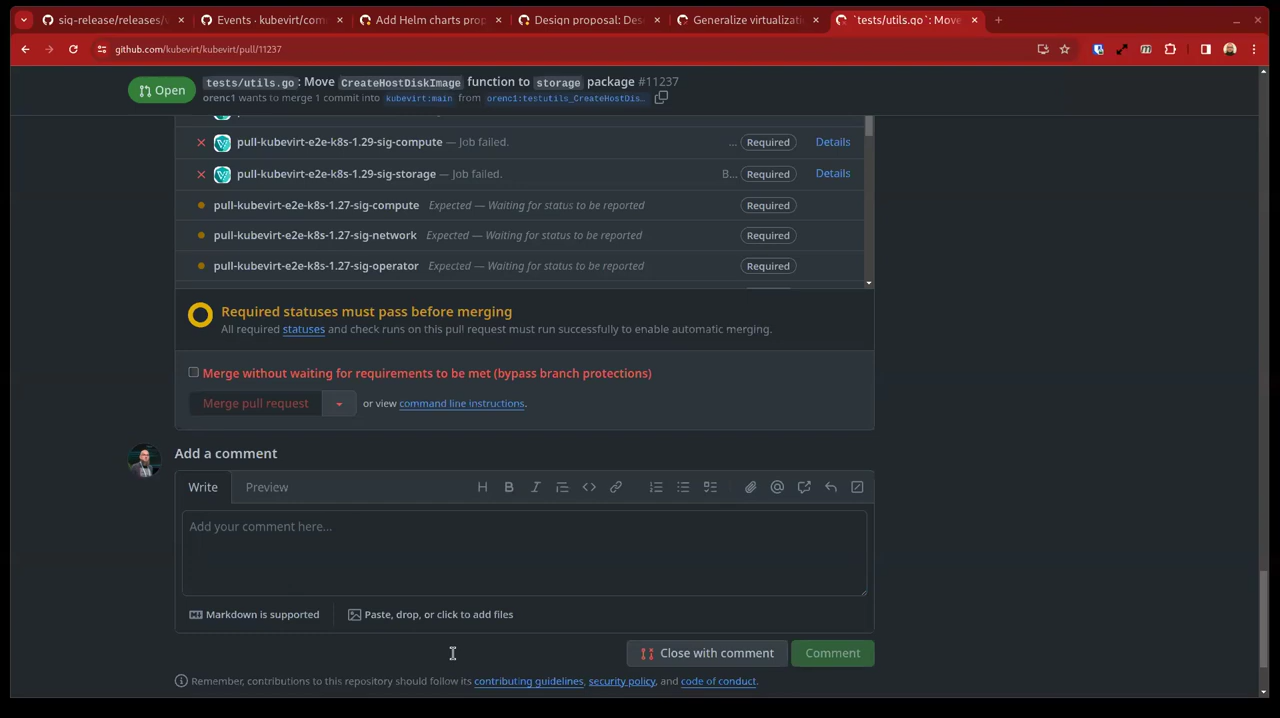 siq-release/releases/v
Events · kubevirt/com
Add Helm charts prop
Design proposal: Des
Generalize virtualizati
`tests/utils.go`: Move
github.com/kubevirt/kubevirt/pull/11237
Open
tests/utils.go: Move CreateHostDiskImage function to storage package #11237
orenc1 wants to merge 1 commit into kubevirt:main from orenc1:testutils_CreateHostDis…
pull-kubevirt-e2e-k8s-1.29-sig-compute — Job failed. ... Required Details
pull-kubevirt-e2e-k8s-1.29-sig-storage — Job failed. B... Required Details
pull-kubevirt-e2e-k8s-1.27-sig-compute Expected — Waiting for status to be reported Required
pull-kubevirt-e2e-k8s-1.27-sig-network Expected — Waiting for status to be reported Required
pull-kubevirt-e2e-k8s-1.27-sig-operator Expected — Waiting for status to be reported Required
Required statuses must pass before merging
All required statuses and check runs on this pull request must run successfully to enable automatic merging.
Merge without waiting for requirements to be met (bypass branch protections)
Merge pull request or view command line instructions.
Add a comment
Write Preview
Add your comment here...
Markdown is supported Paste, drop, or click to add files
Close with comment Comment
Remember, contributions to this repository should follow its contributing guidelines, security policy, and code of conduct.